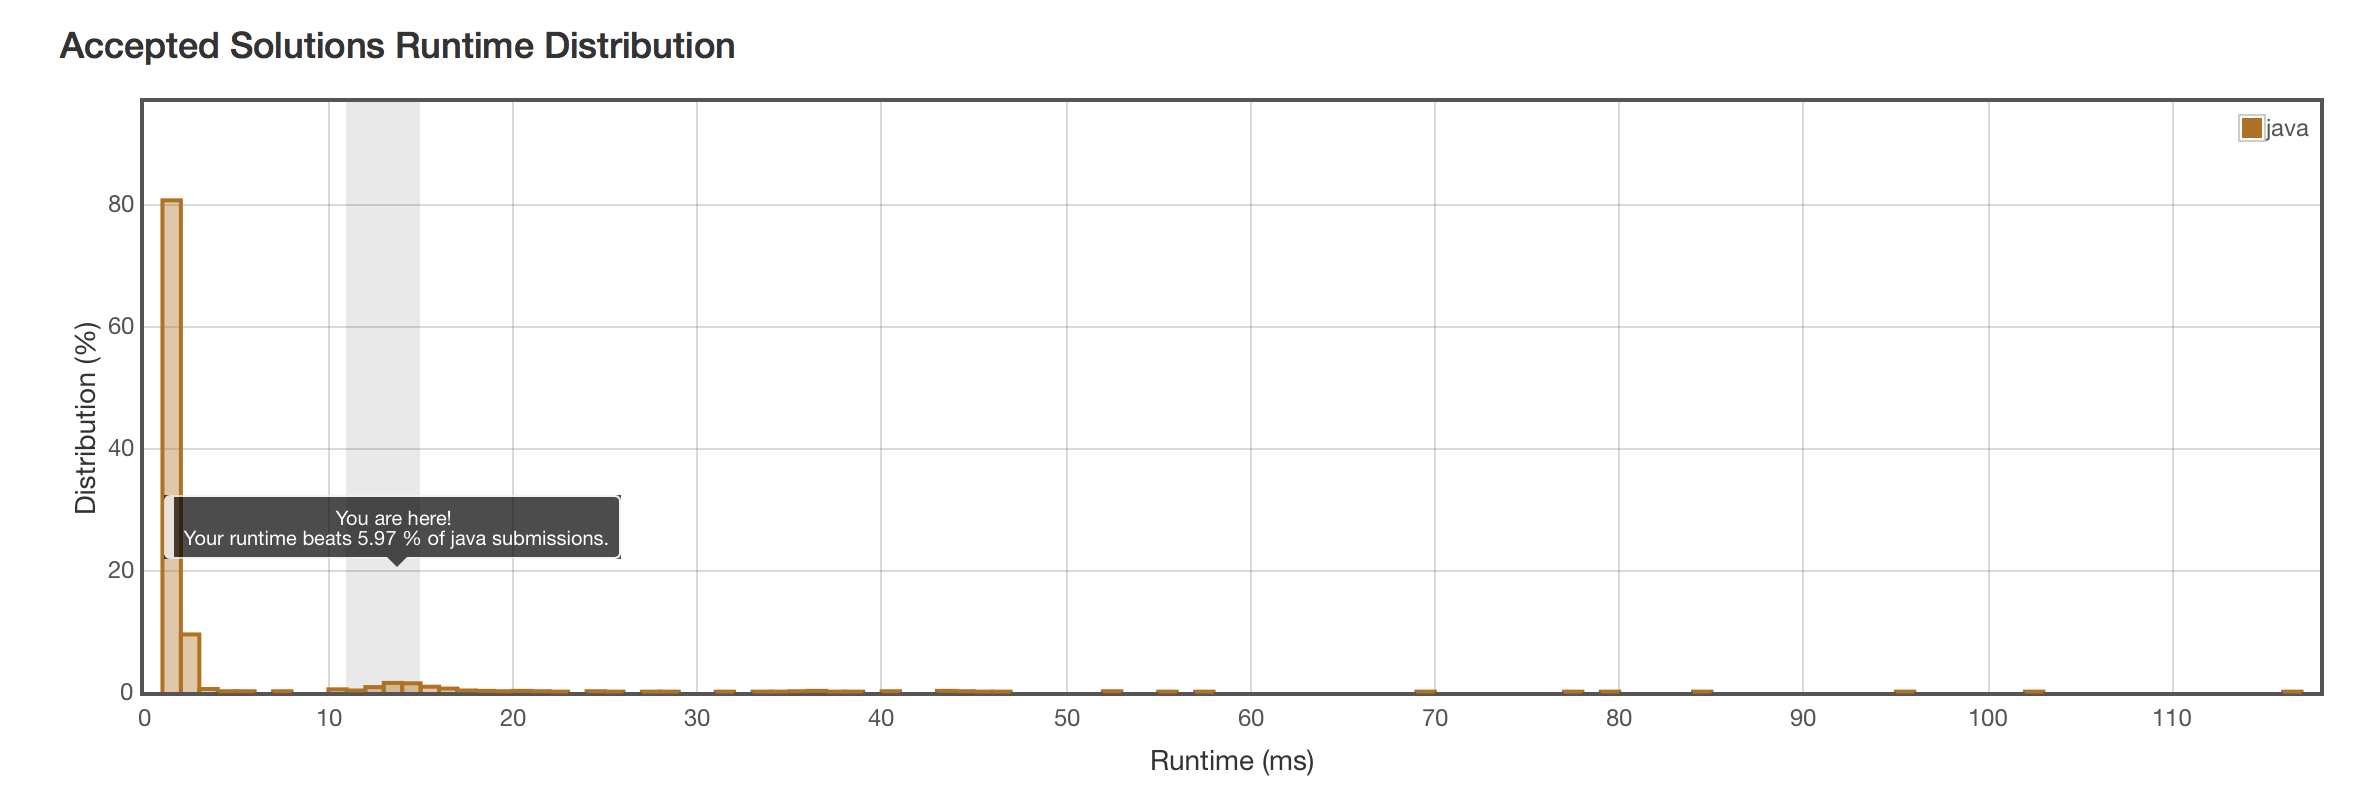 Accepted Solutions Runtime Distribution
java
80
60
40
20
0
Distribution (%)
You are here!
Your runtime beats 5.97 % of java submissions.
0 10 20 30 40 50 60 70 80 90 100 110
Runtime (ms)